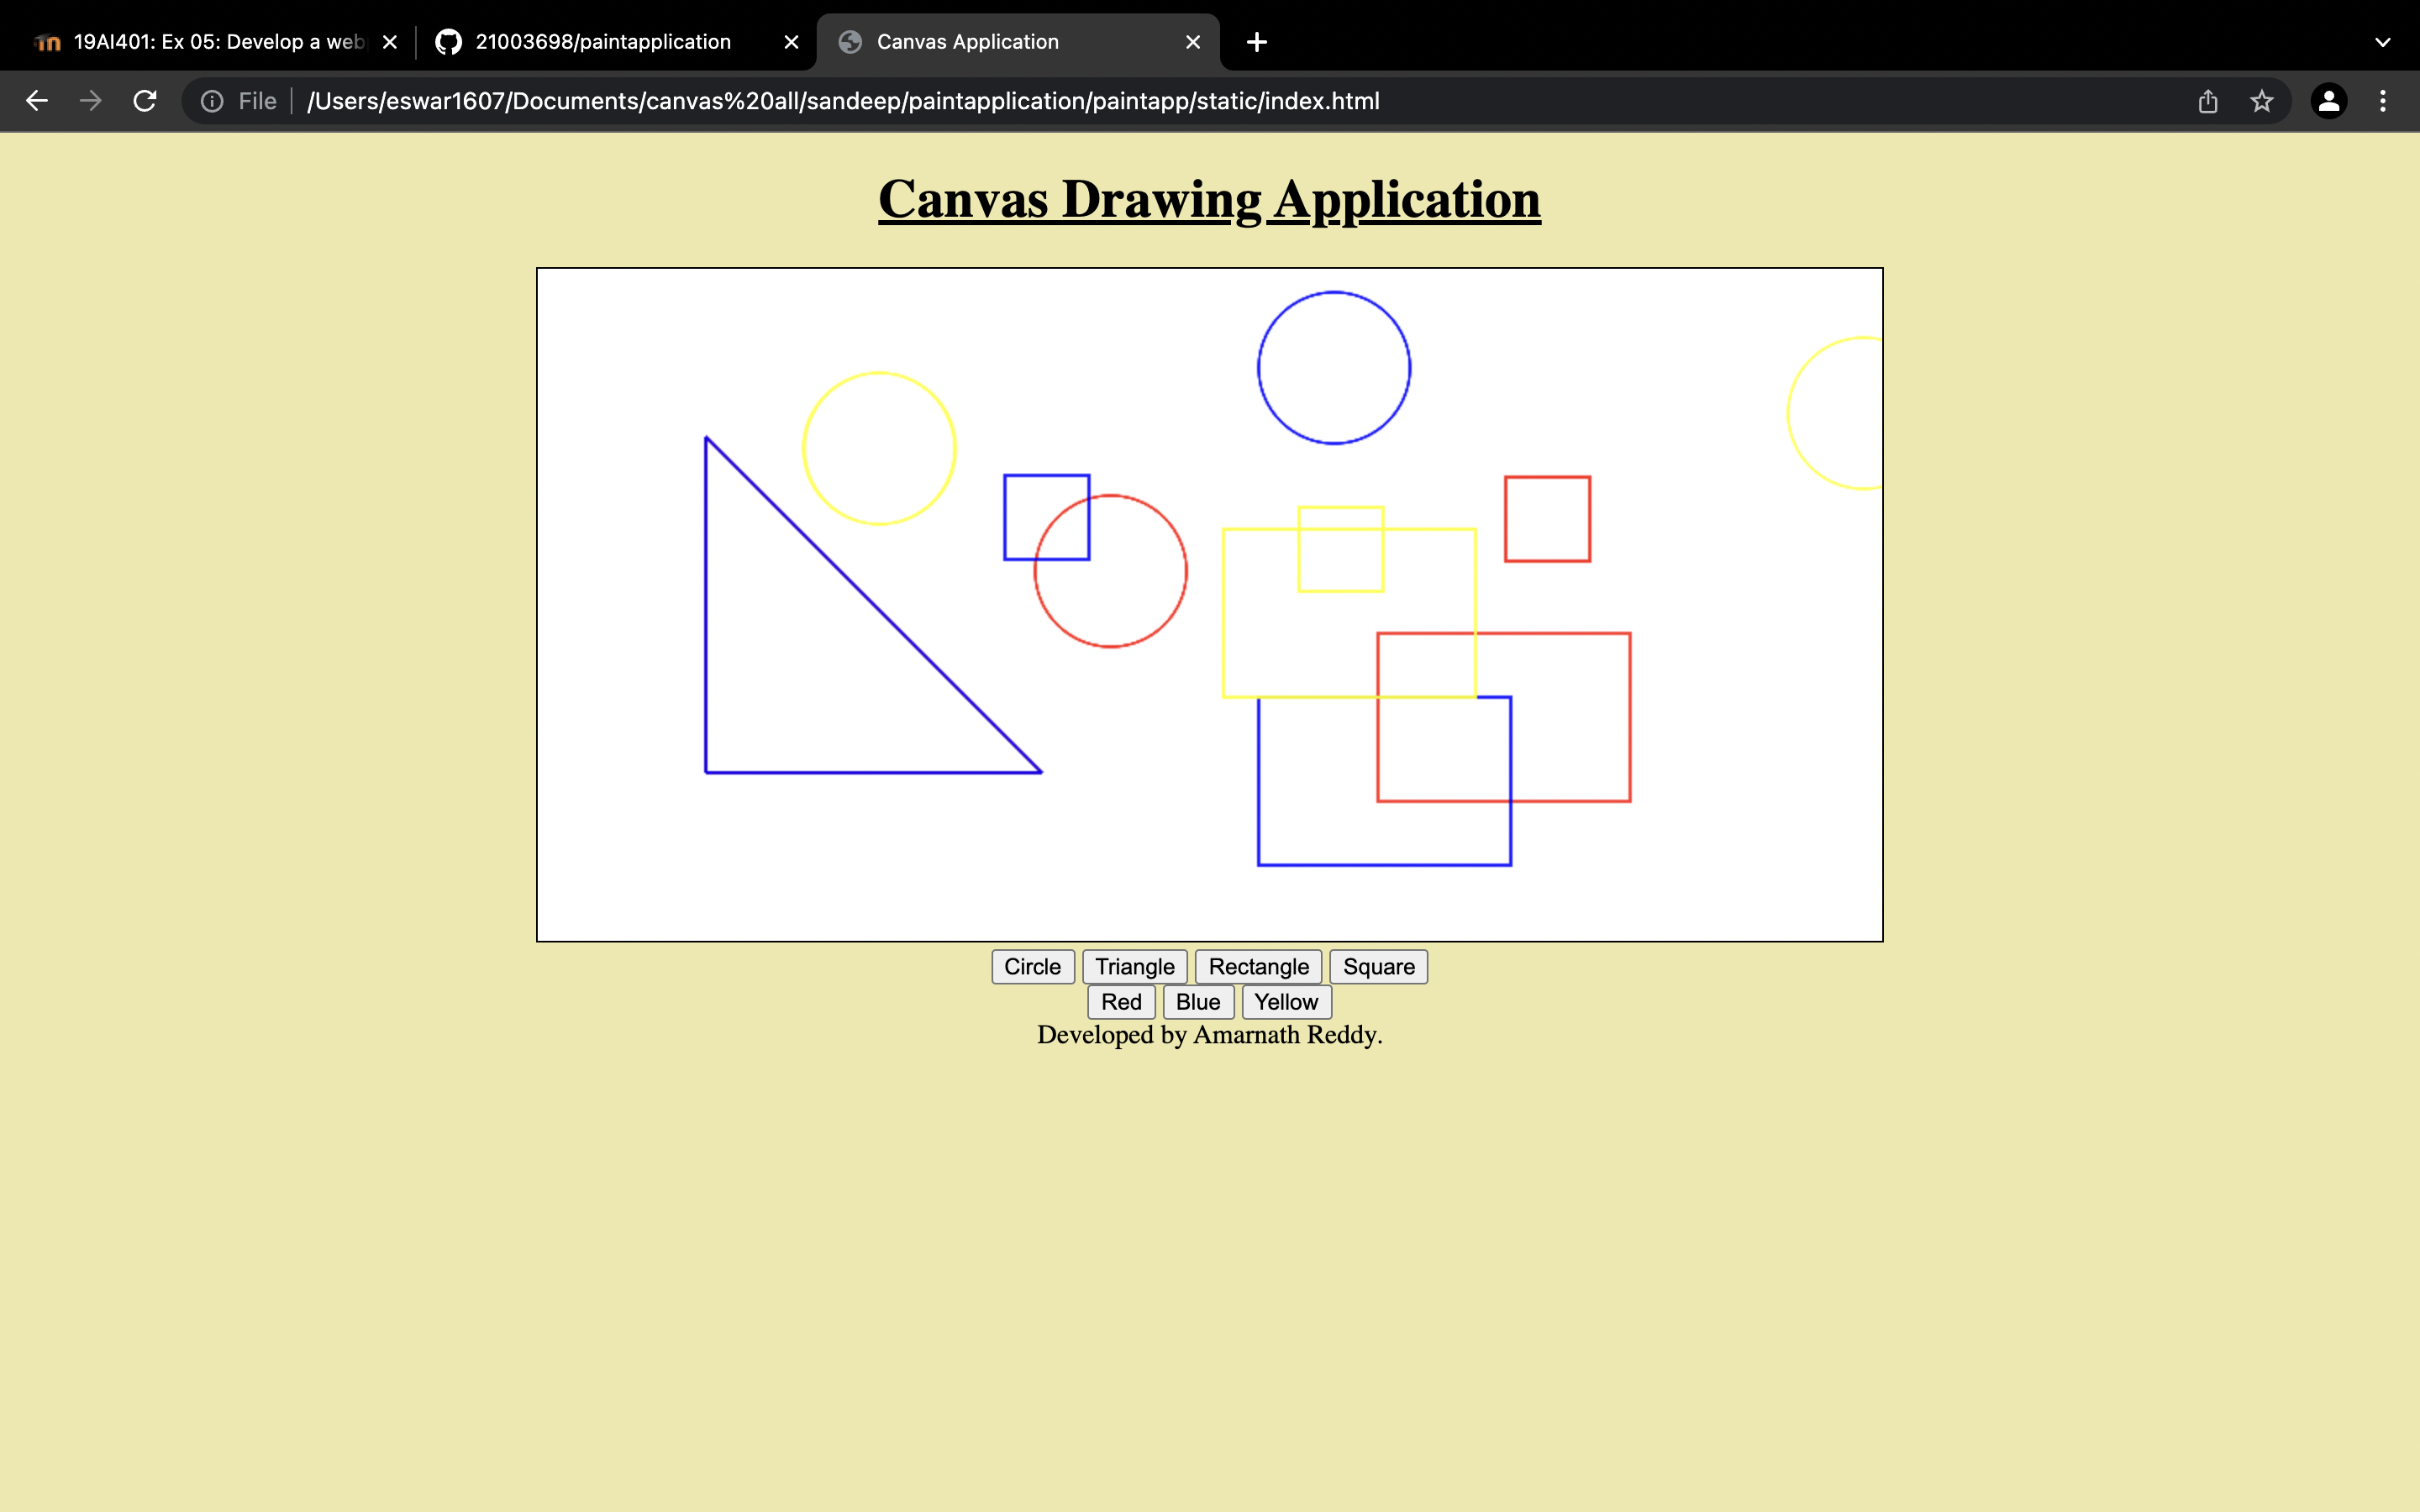 19AI401: Ex 05: Develop a web
21003698/paintapplication
Canvas Application
File
/Users/eswar1607/Documents/canvas%20all/sandeep/paintapplication/paintapp/static/index.html
Canvas Drawing Application
Circle Triangle Rectangle Square
Red Blue Yellow
Developed by Amarnath Reddy.